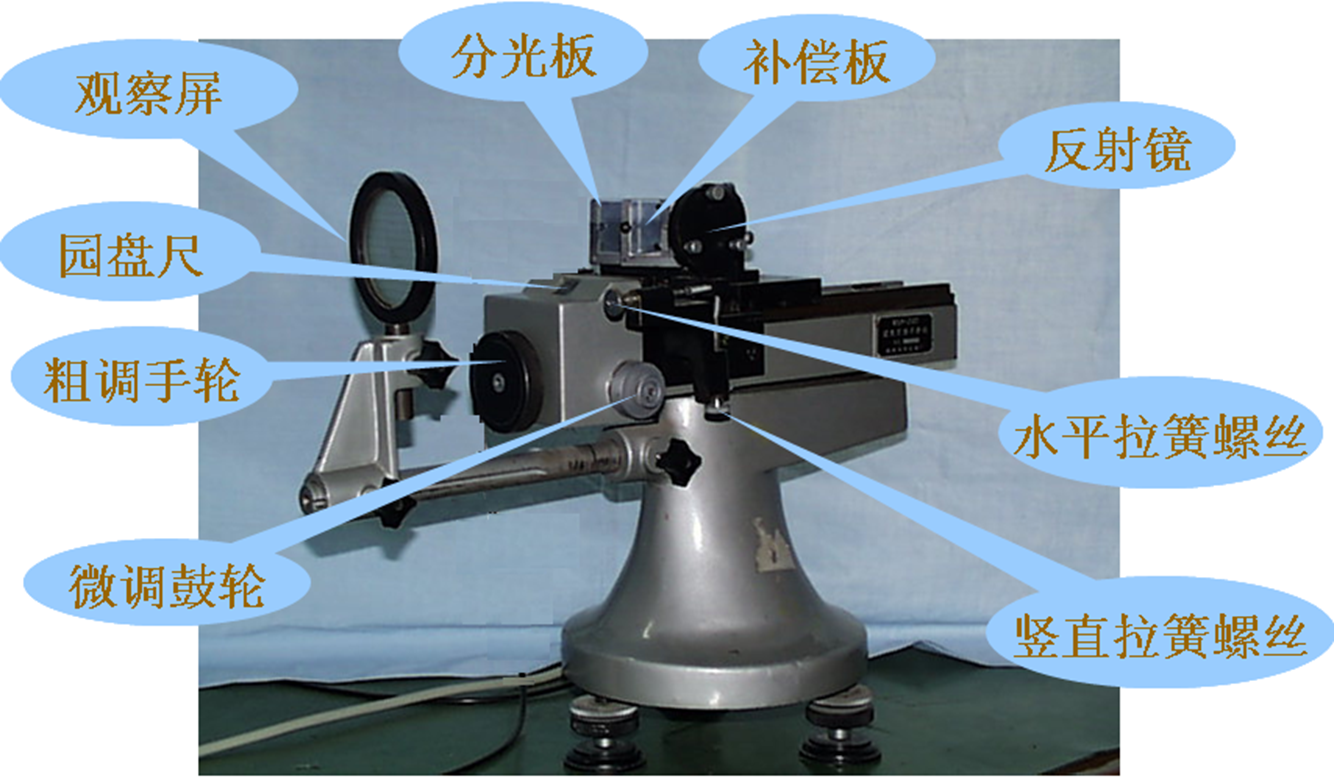 分光板
补偿板
观察屏
反射镜
园盘尺
粗调手轮
水平拉簧螺丝
微调鼓轮
竖直拉簧螺丝